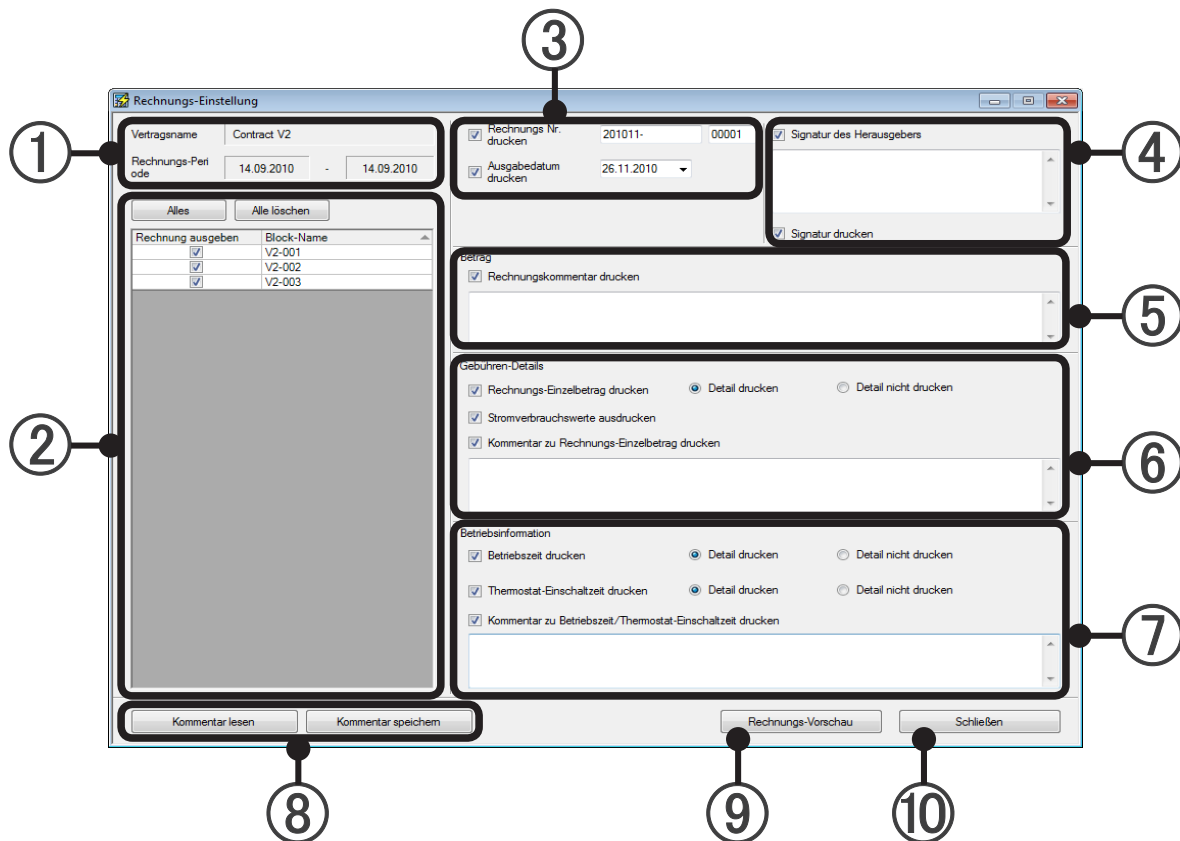 ③
Rechnungs-Einstellung
①
Vertragsname Contract V2
Rechnungs-Peri
ode
14.09.2010 - 14.09.2010
Rechnungs Nr.
drucken
201011- 00001
Ausgabedatum
drucken
26.11.2010
Signatur des Herausgebers
④
Signatur drucken
②
Alles Alle löschen
Rechnung ausgeben Block-Name
V2-001
V2-002
V2-003
Betrag
Rechnungskommentar drucken
⑤
Gebühren-Details
Rechnungs-Einzelbetrag drucken Detail drucken Detail nicht drucken
Stromverbrauchswerte ausdrucken
Kommentar zu Rechnungs-Einzelbetrag drucken
⑥
Betriebsinformation
Betriebszeit drucken Detail drucken Detail nicht drucken
Thermostat-Einschaltzeit drucken Detail drucken Detail nicht drucken
Kommentar zu Betriebszeit/Thermostat-Einschaltzeit drucken
⑦
Kommentar lesen Kommentar speichern Rechnungs-Vorschau Schließen
⑧ ⑨ ⑩